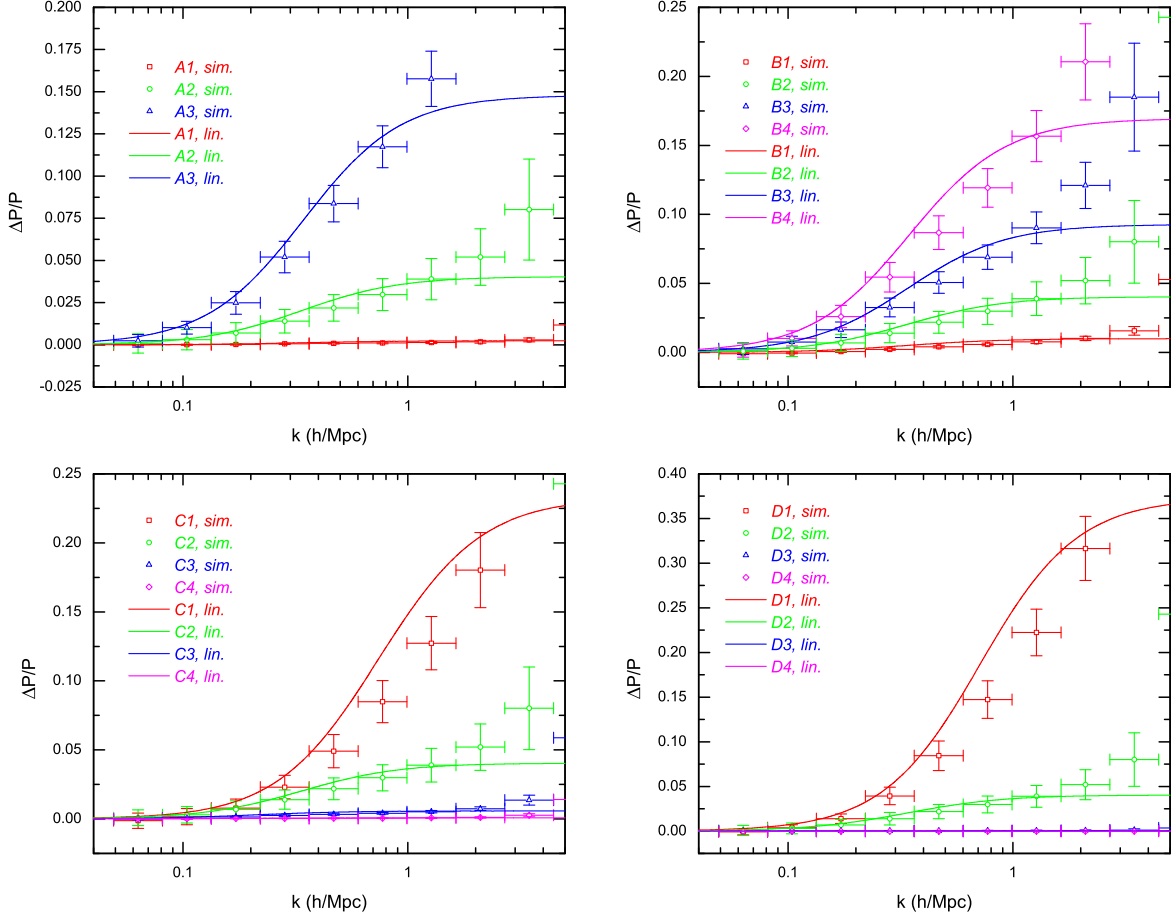 0.200
0.175
0.150
0.125
0.100
0.075
0.050
0.025
0.000
-0.025
ΔP/P
A1, sim.
A2, sim.
A3, sim.
A1, lin.
A2, lin.
A3, lin.
0.1
1
k (h/Mpc)
0.25
0.20
0.15
0.10
0.05
0.00
ΔP/P
B1, sim.
B2, sim.
B3, sim.
B4, sim.
B1, lin.
B2, lin.
B3, lin.
B4, lin.
0.1
1
k (h/Mpc)
0.25
0.20
0.15
0.10
0.05
0.00
ΔP/P
C1, sim.
C2, sim.
C3, sim.
C4, sim.
C1, lin.
C2, lin.
C3, lin.
C4, lin.
0.1
1
k (h/Mpc)
0.40
0.35
0.30
0.25
0.20
0.15
0.10
0.05
0.00
ΔP/P
D1, sim.
D2, sim.
D3, sim.
D4, sim.
D1, lin.
D2, lin.
D3, lin.
D4, lin.
0.1
1
k (h/Mpc)